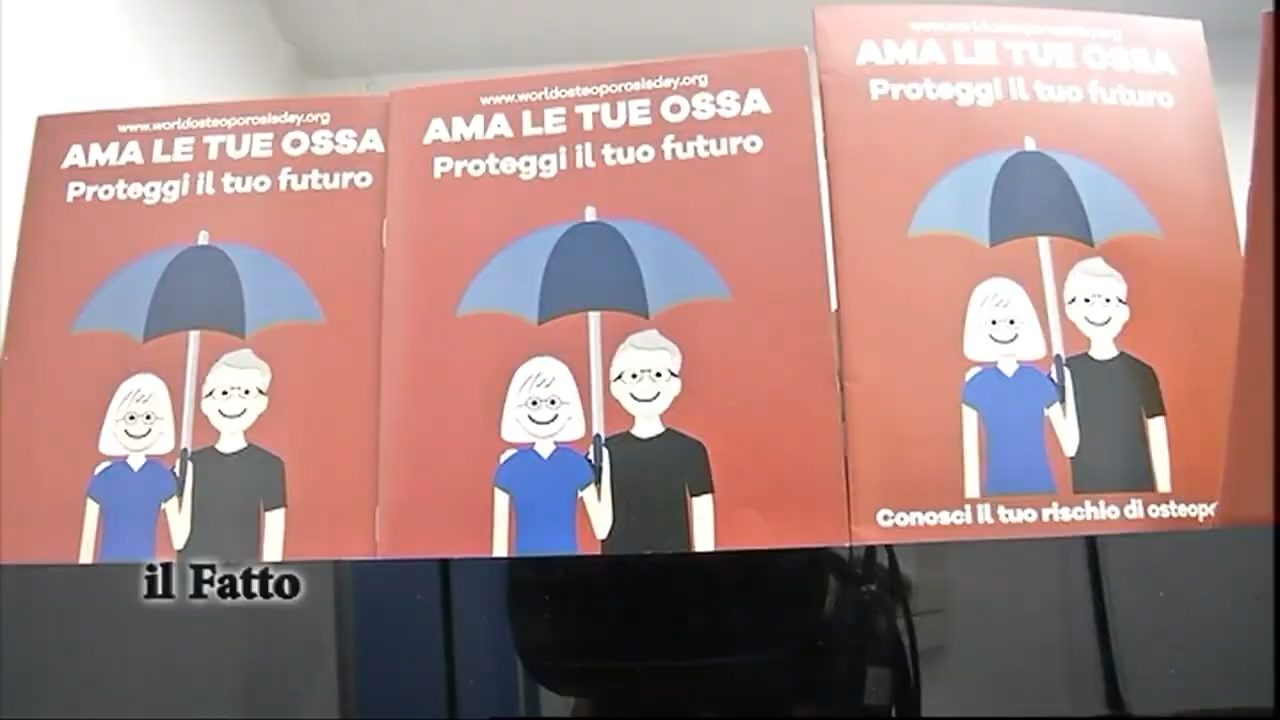 www.worldosteoporosisday.org
AMA LE TUE OSSA
Proteggi il tuo futuro
www.worldosteoporosisday.org
AMA LE TUE OSSA
Proteggi il tuo futuro
AMA LE TUE OSSA
Proteggi il tuo futuro
Conosci il tuo rischio di
il Fatto